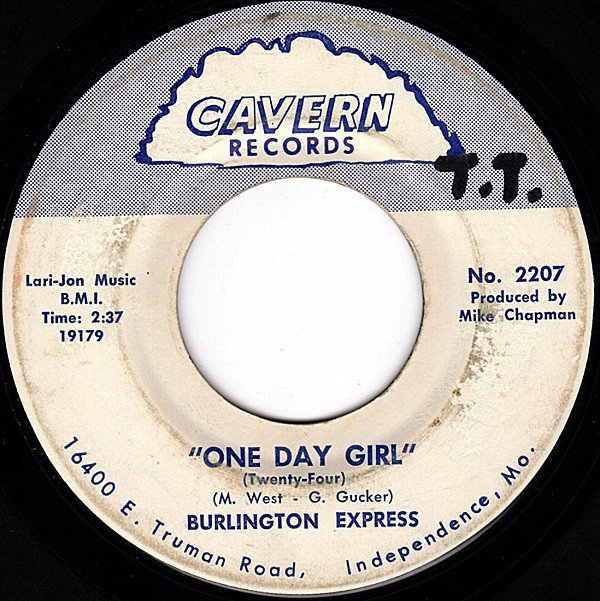 CAVERN
RECORDS
T.T.
Lari-Jon Music
B.M.I.
Time: 2:37
19179
No. 2207
Produced by
Mike Chapman
"ONE DAY GIRL"
(Twenty-Four)
(M. West - G. Gucker)
BURLINGTON EXPRESS
16400 E. Truman Road, Independence, Mo.